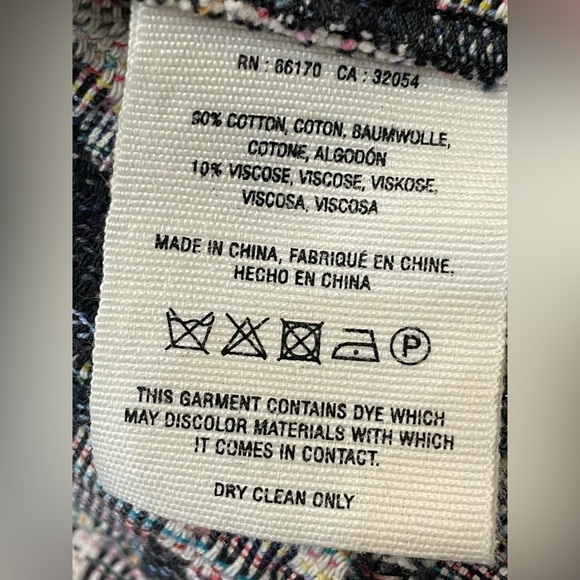 RN : 66170 CA : 32054
90% COTTON, COTON, BAUMWOLLE,
COTONE, ALGODÓN
10% VISCOSE, VISCOSE, VISKOSE,
VISCOSA, VISCOSA
MADE IN CHINA, FABRIQUÉ EN CHINE,
HECHO EN CHINA
P
THIS GARMENT CONTAINS DYE WHICH
MAY DISCOLOR MATERIALS WITH WHICH
IT COMES IN CONTACT.
DRY CLEAN ONLY